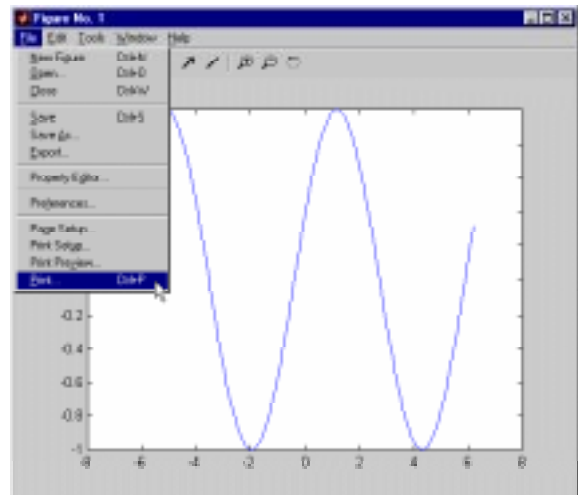 Figure No. 1
File Edit Tools Window Help
New Figure Ctrl+N
Open... Ctrl+O
Close Ctrl+W
Save Ctrl+S
Save As...
Export...
Property Editor...
Preferences...
Page Setup...
Print Setup...
Print Preview...
Print... Ctrl+P
-0.2
-0.4
-0.6
-0.8
-1
-8 -6 -4 -2 0 2 4 6 8